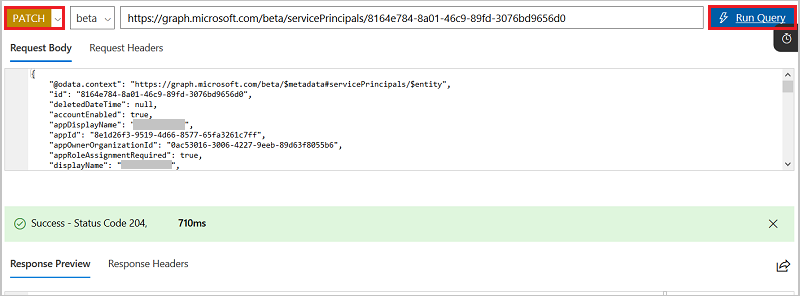 PATCH beta https://graph.microsoft.com/beta/servicePrincipals/8164e784-8a01-46c9-89fd-3076bd9656d0 Run Query
Request Body Request Headers
{
"@odata.context": "https://graph.microsoft.com/beta/$metadata#servicePrincipals/$entity",
"id": "8164e784-8a01-46c9-89fd-3076bd9656d0",
"deletedDateTime": null,
"accountEnabled": true,
"appDisplayName": " ",
"appId": "8e1d26f3-9519-4d66-8577-65fa3261c7ff",
"appOwnerOrganizationId": "0ac53016-3006-4227-9eeb-89d63f8055b6",
"appRoleAssignmentRequired": true,
"displayName": " ",
Success - Status Code 204, 710ms
Response Preview Response Headers